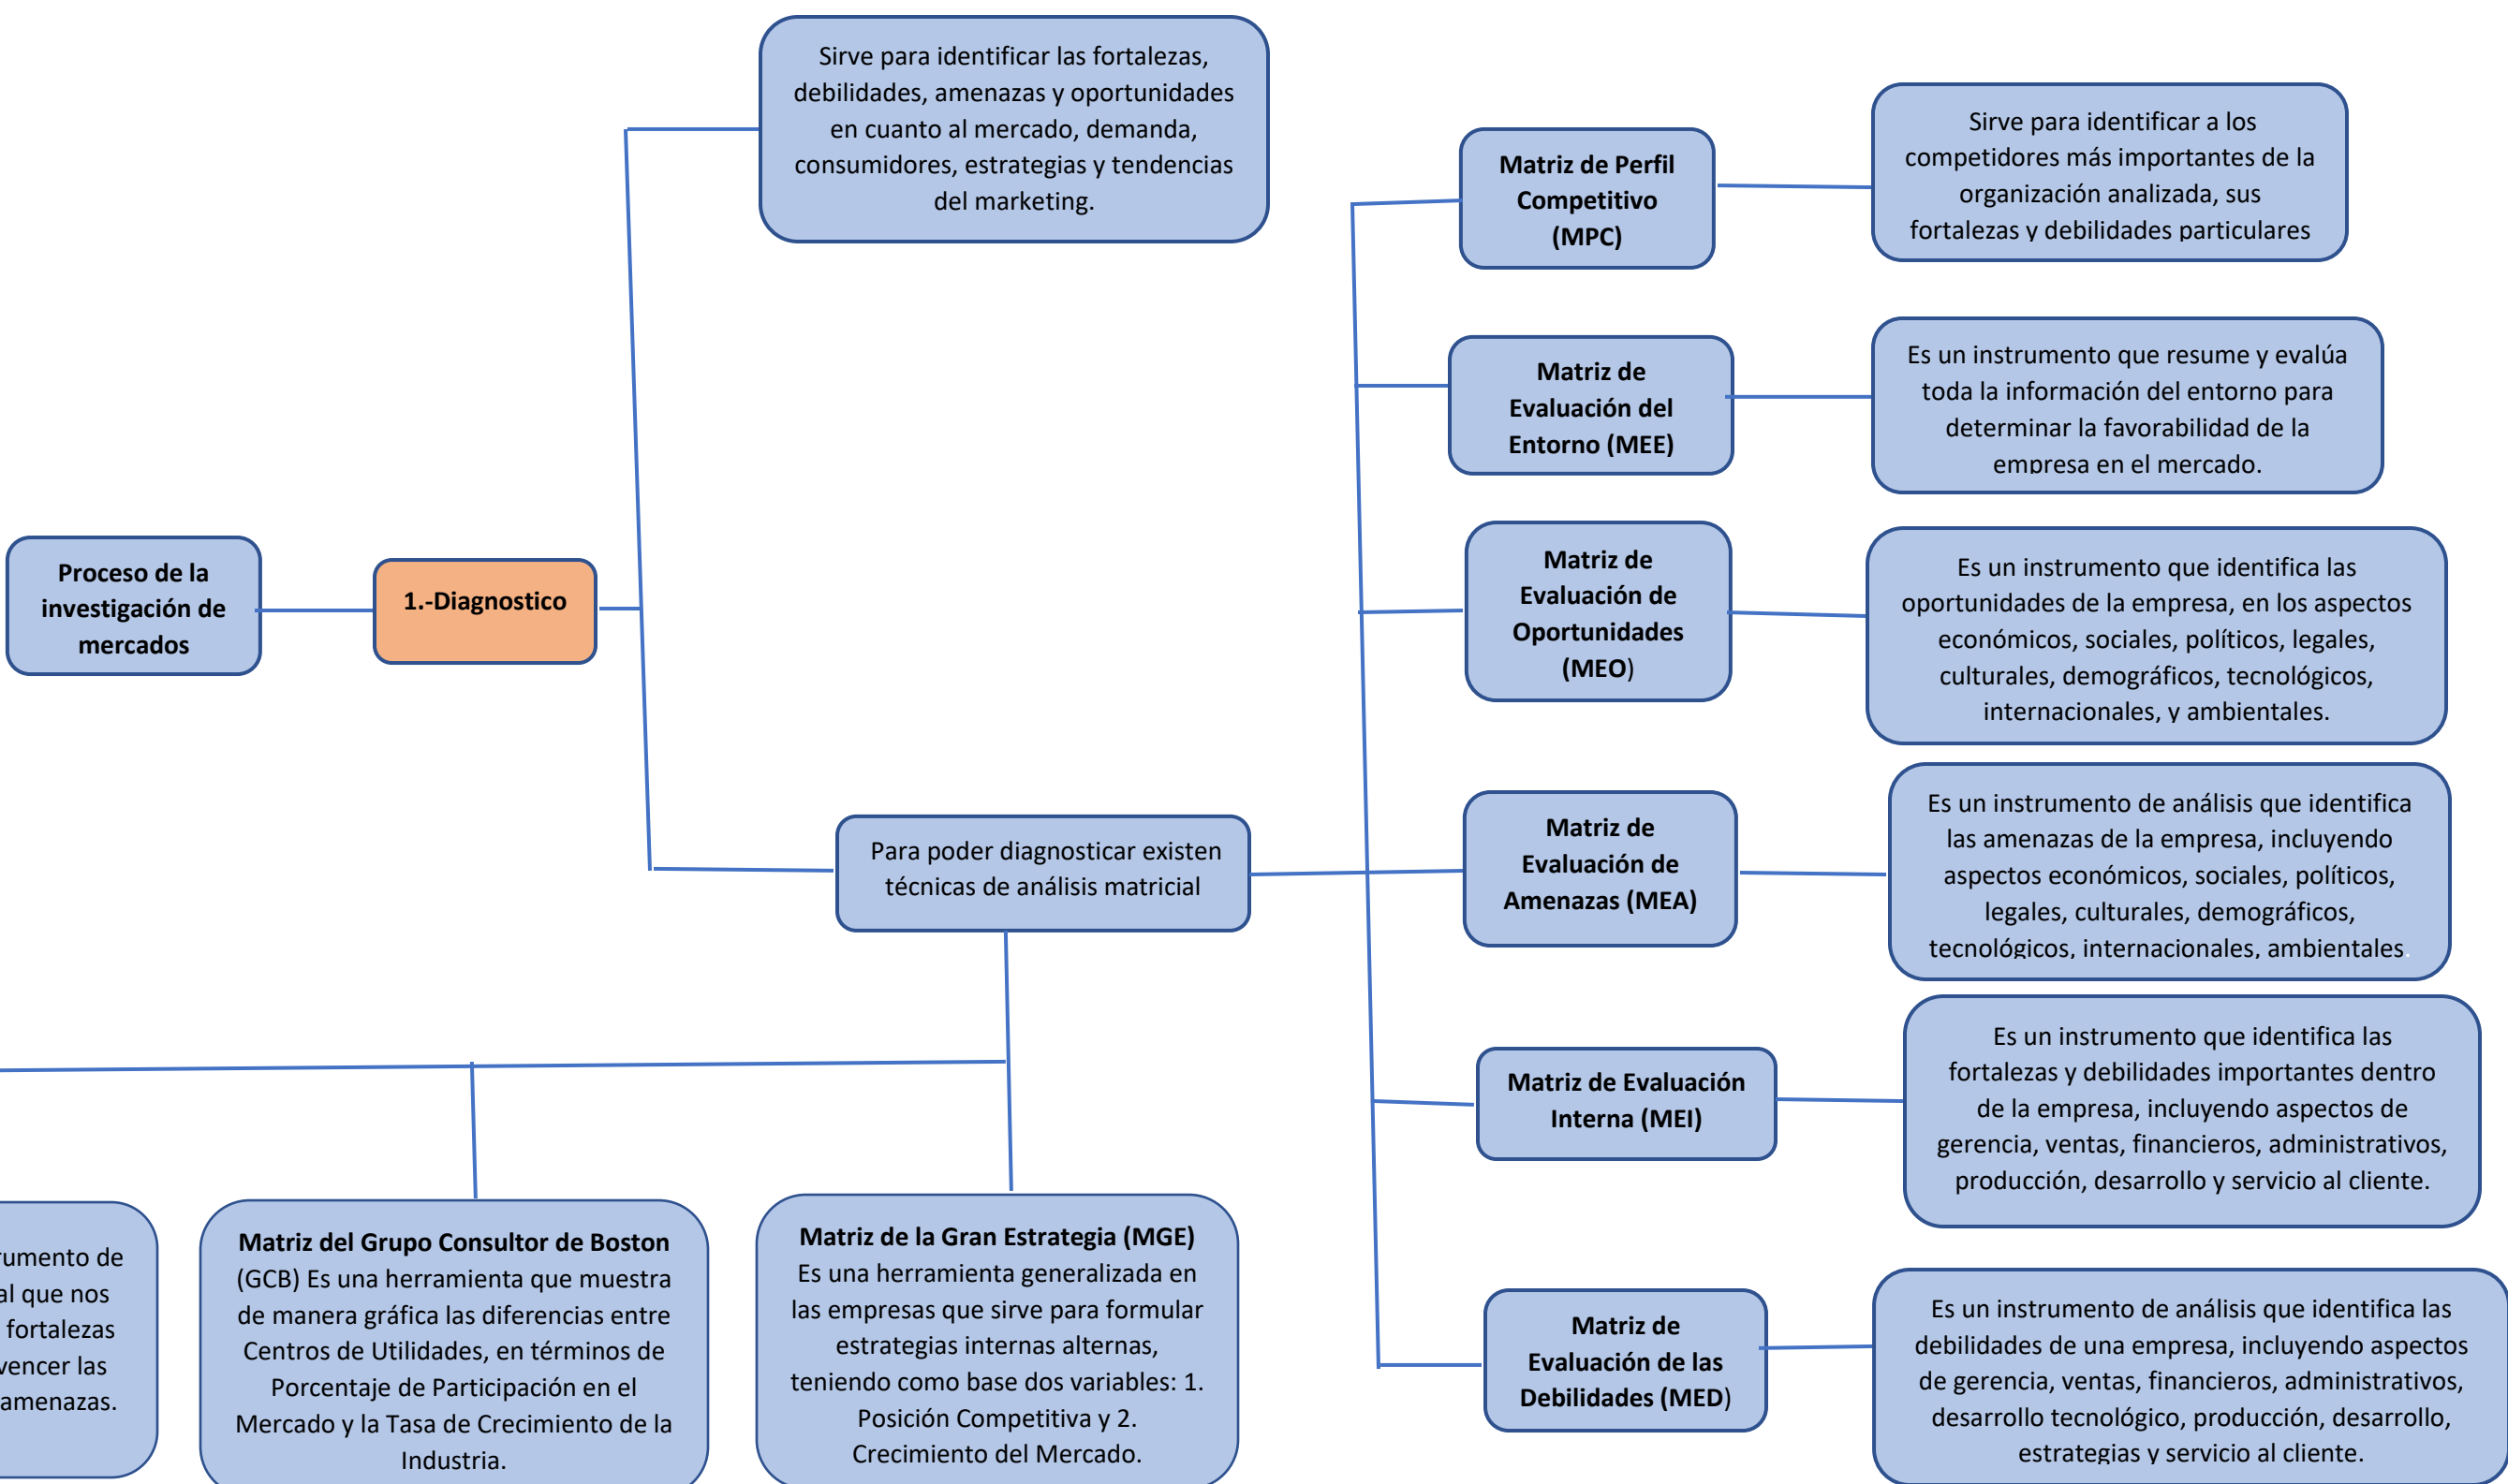 Sirve para identificar las fortalezas,
debilidades, amenazas y oportunidades
en cuanto al mercado, demanda,
consumidores, estrategias y tendencias
del marketing.
Matriz de Perfil
Competitivo
(MPC)
Sirve para identificar a los
competidores más importantes de la
organización analizada, sus
fortalezas y debilidades particulares
Matriz de
Evaluación del
Entorno (MEE)
Es un instrumento que resume y evalúa
toda la información del entorno para
determinar la favorabilidad de la
empresa en el mercado.
Proceso de la
investigación de
mercados
1.-Diagnostico
Matriz de
Evaluación de
Oportunidades
(MEO)
Es un instrumento que identifica las
oportunidades de la empresa, en los aspectos
económicos, sociales, políticos, legales,
culturales, demográficos, tecnológicos,
internacionales, y ambientales.
Para poder diagnosticar existen
técnicas de análisis matricial
Matriz de
Evaluación de
Amenazas (MEA)
Es un instrumento de análisis que identifica
las amenazas de la empresa, incluyendo
aspectos económicos, sociales, políticos,
legales, culturales, demográficos,
tecnológicos, internacionales, ambientales.
Matriz de Evaluación
Interna (MEI)
Es un instrumento que identifica las
fortalezas y debilidades importantes dentro
de la empresa, incluyendo aspectos de
gerencia, ventas, financieros, administrativos,
producción, desarrollo y servicio al cliente.
rumento de
al que nos
fortalezas
vencer las
amenazas.
Matriz del Grupo Consultor de Boston
(GCB) Es una herramienta que muestra
de manera gráfica las diferencias entre
Centros de Utilidades, en términos de
Porcentaje de Participación en el
Mercado y la Tasa de Crecimiento de la
Industria.
Matriz de la Gran Estrategia (MGE)
Es una herramienta generalizada en
las empresas que sirve para formular
estrategias internas alternas,
teniendo como base dos variables: 1.
Posición Competitiva y 2.
Crecimiento del Mercado.
Matriz de
Evaluación de las
Debilidades (MED)
Es un instrumento de análisis que identifica las
debilidades de una empresa, incluyendo aspectos
de gerencia, ventas, financieros, administrativos,
desarrollo tecnológico, producción, desarrollo,
estrategias y servicio al cliente.